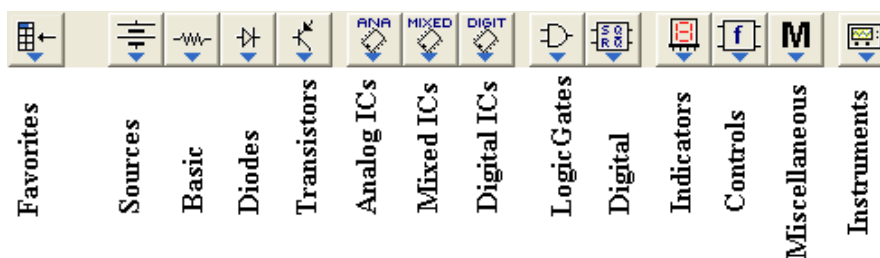 ANA
MIXED
DIGIT
S Q
R Q
f
M
Favorites
Sources
Basic
Diodes
Transistors
Analog ICs
Mixed ICs
Digital ICs
Logic Gates
Digital
Indicators
Controls
Miscellaneous
Instruments